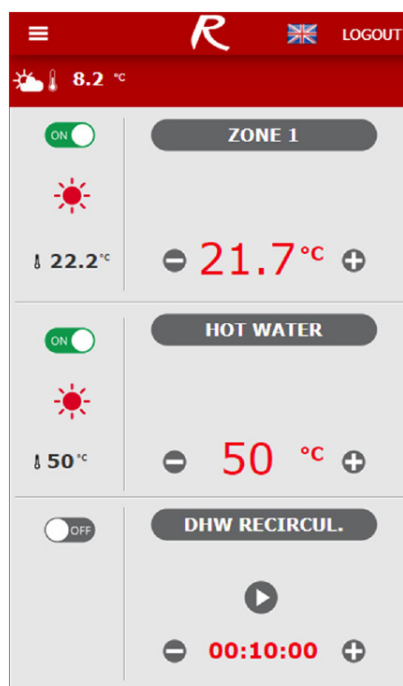 R LOGOUT
8.2 °C
ON ZONE 1
22.2°C 21.7°C
ON HOT WATER
50°C 50 °C
OFF DHW RECIRCUL.
00:10:00